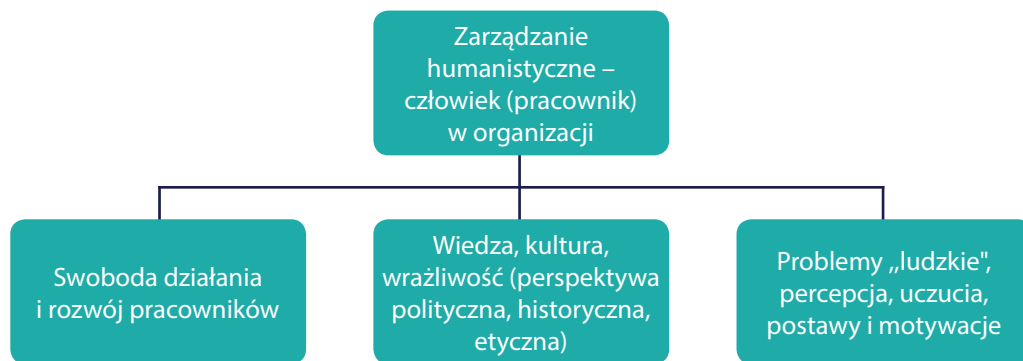 Zarządzanie
humanistyczne –
człowiek (pracownik)
w organizacji
Swoboda działania
i rozwój pracowników
Wiedza, kultura,
wrażliwość (perspektywa
polityczna, historyczna,
etyczna)
Problemy „ludzkie",
percepcja, uczucia,
postawy i motywacje